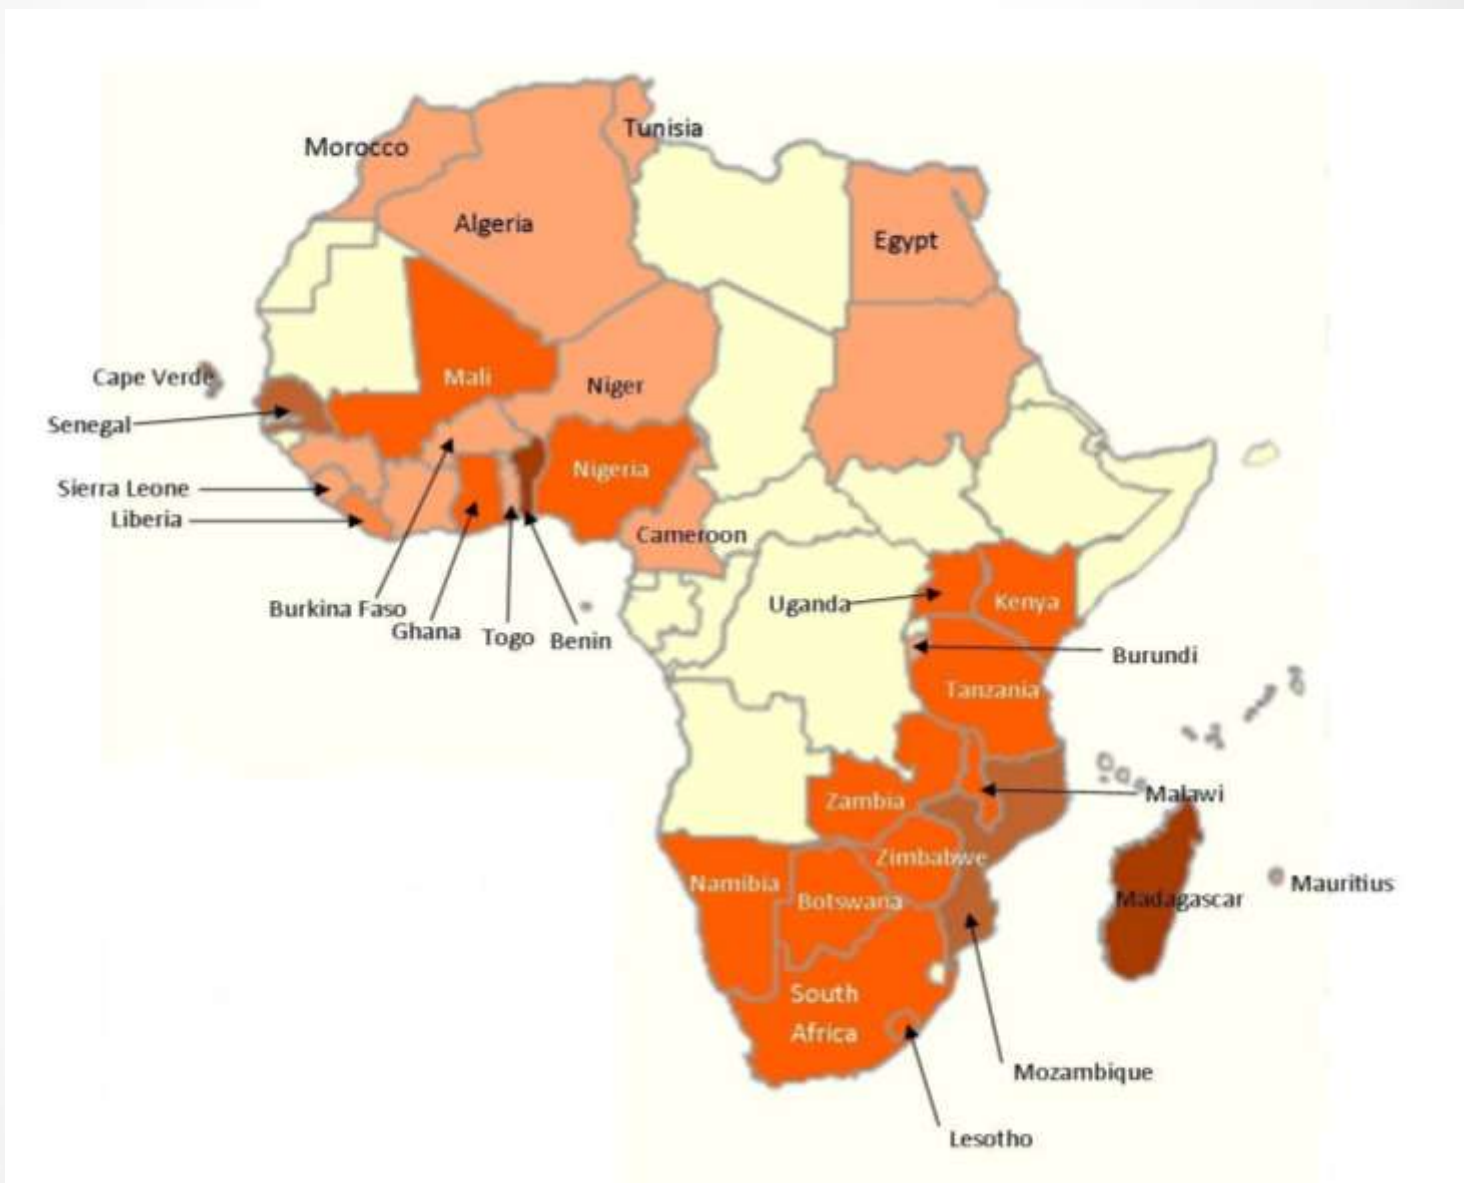 Tunisia
Morocco
Algeria
Egypt
Cape Verde
Mali
Niger
Senegal
Nigeria
Sierra Leone
Liberia
Cameroon
Burkina Faso
Ghana
Togo
Benin
Uganda
Kenya
Burundi
Tanzania
Malawi
Zambia
Zimbabwe
Namibia
Botswana
Madagascar
Mauritius
South
Africa
Mozambique
Lesotho